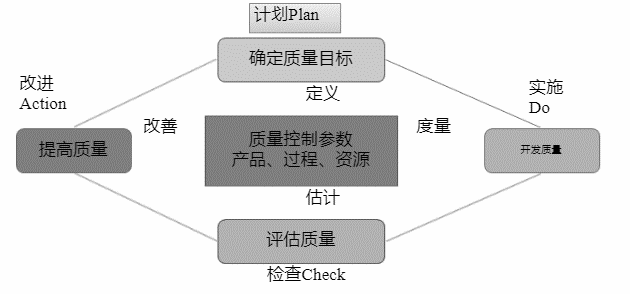 计划Plan
确定质量目标
定义
改进
Action
实施
Do
改善
质量控制参数
产品、过程、资源
度量
提高质量
开发质量
估计
评估质量
检查Check